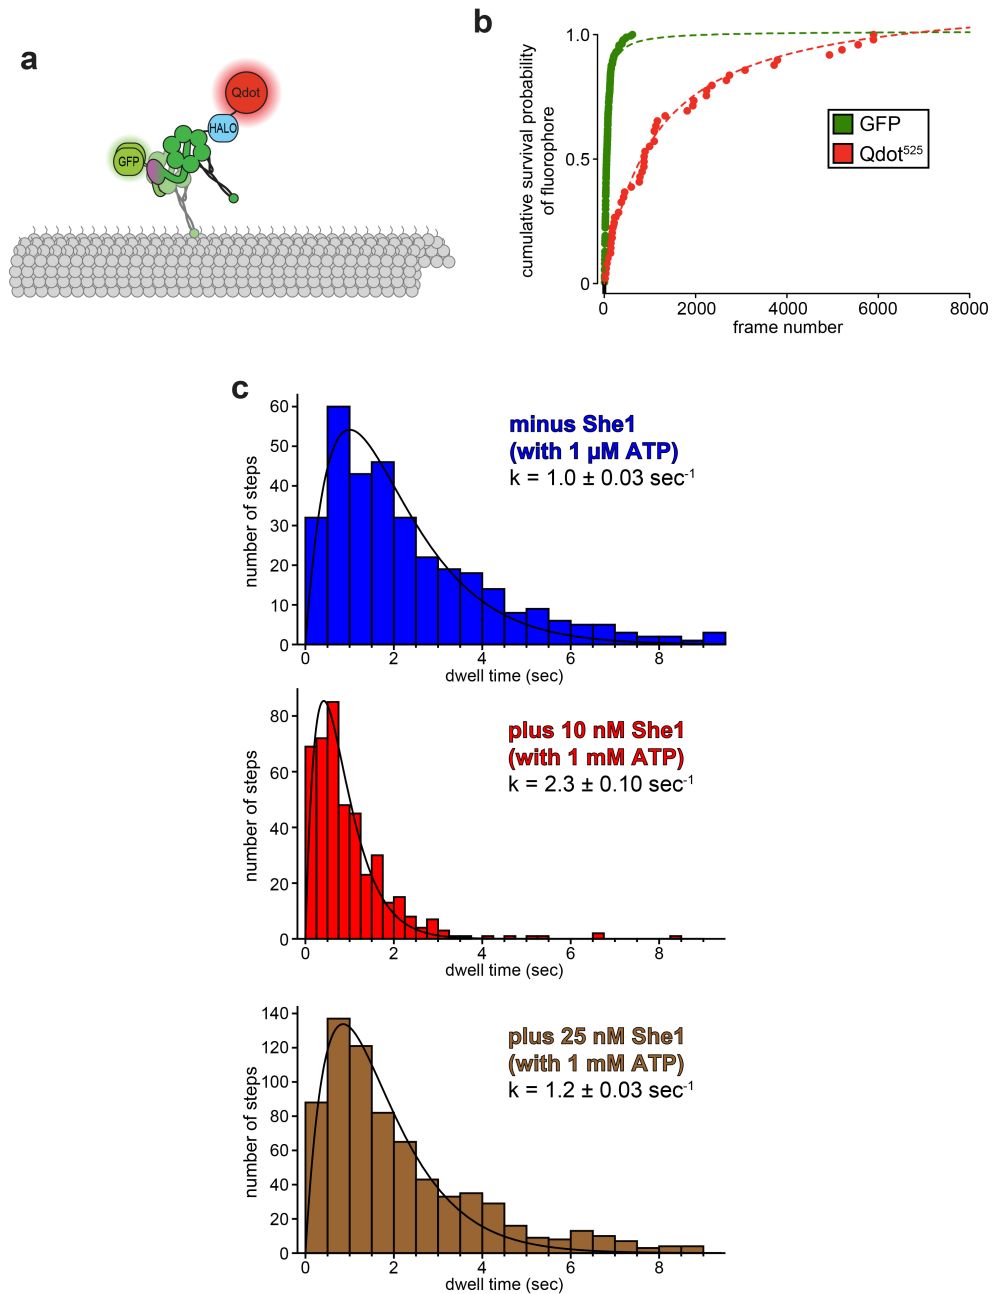 a
Qdot
HALO
GFP
b
cumulative survival probability
of fluorophore
1.0
0.5
0
0
2000
4000
6000
8000
frame number
GFP
Qdot⁵²⁵
c
number of steps
60
50
40
30
20
10
0
0
2
4
6
8
dwell time (sec)
minus She1
(with 1 µM ATP)
k = 1.0 ± 0.03 sec⁻¹
number of steps
80
60
40
20
0
0
2
4
6
8
dwell time (sec)
plus 10 nM She1
(with 1 mM ATP)
k = 2.3 ± 0.10 sec⁻¹
number of steps
140
120
100
80
60
40
20
0
0
2
4
6
8
dwell time (sec)
plus 25 nM She1
(with 1 mM ATP)
k = 1.2 ± 0.03 sec⁻¹